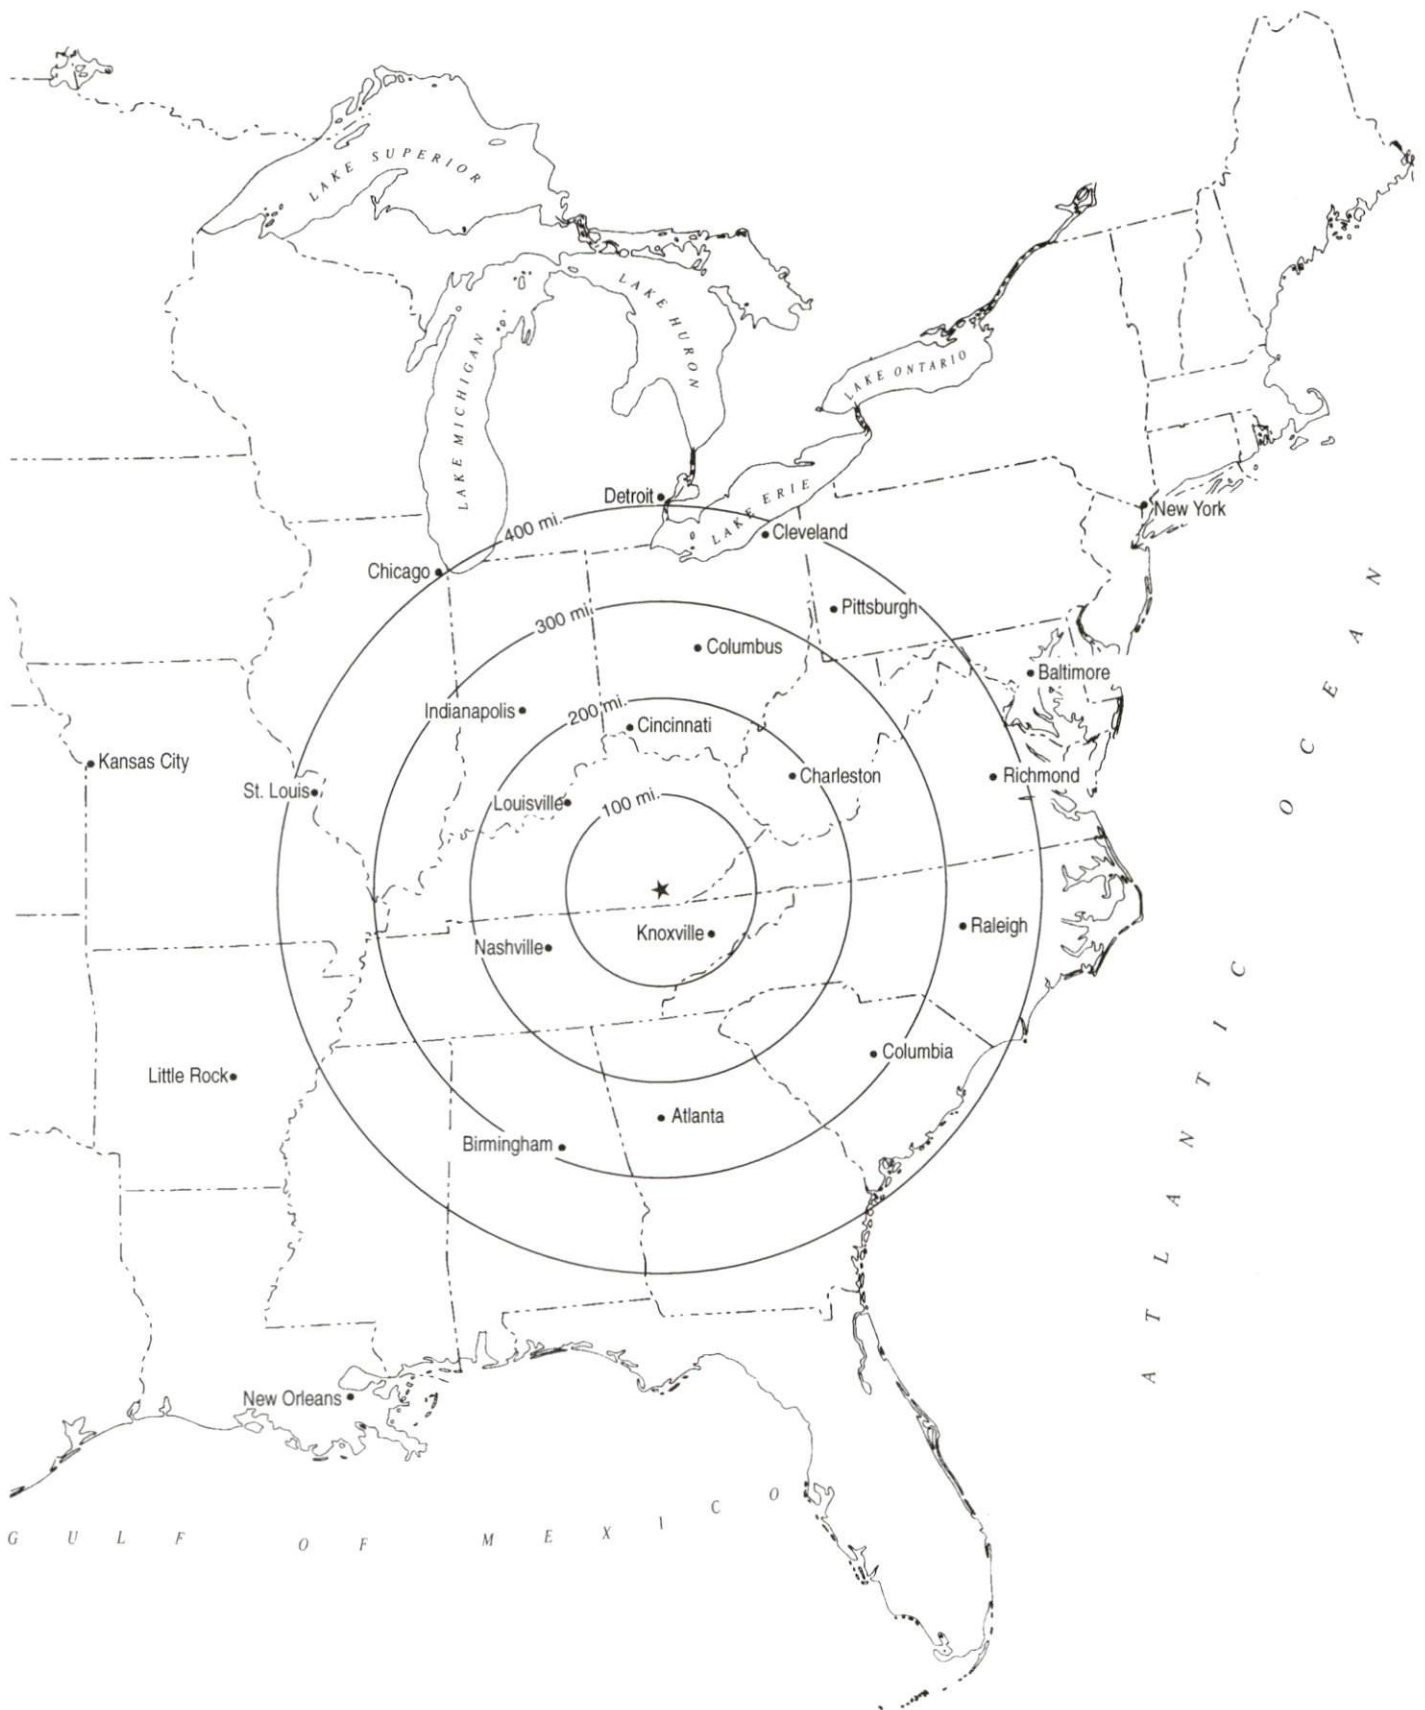 LAKE SUPERIOR
LAKE HURON
LAKE MICHIGAN
LAKE ONTARIO
LAKE ERIE
Detroit
New York
400 mi.
Cleveland
Chicago
300 mi.
Pittsburgh
Columbus
Baltimore
Indianapolis
200 mi.
Cincinnati
Kansas City
Charleston
Richmond
St. Louis
Louisville
100 mi.
Knoxville
Raleigh
Nashville
Columbia
Little Rock
Atlanta
Birmingham
New Orleans
ATLANTIC OCEAN
GULF OF MEXICO